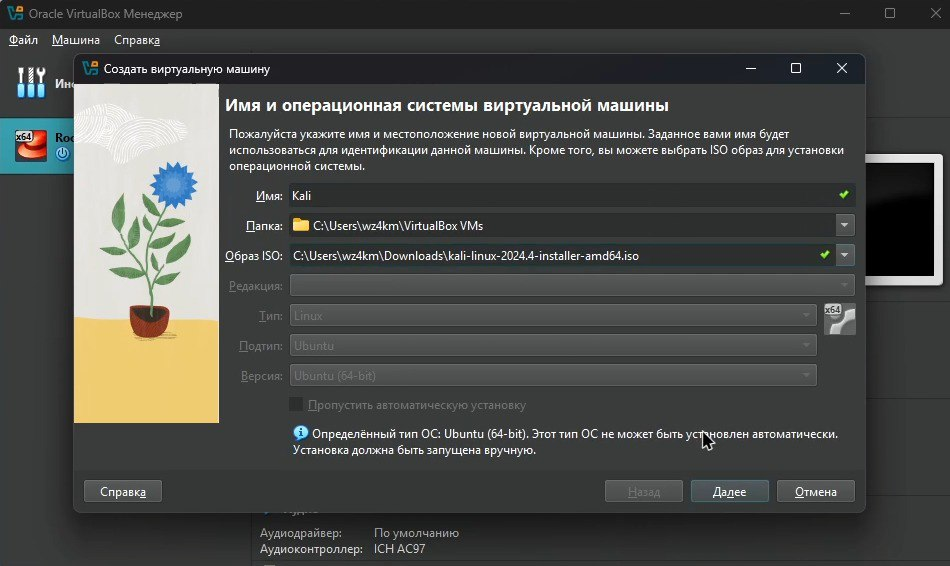 Oracle VirtualBox Менеджер
Файл Машина Справка
Создать виртуальную машину
x64
Имя и операционная системы виртуальной машины
Пожалуйста укажите имя и местоположение новой виртуальной машины. Заданное вами имя будет
использоваться для идентификации данной машины. Кроме того, вы можете выбрать ISO образ для установки
операционной системы.
Имя: Kali
Папка: C:\Users\wz4km\VirtualBox VMs
Образ ISO: C:\Users\wz4km\Downloads\kali-linux-2024.4-installer-amd64.iso
Редакция:
Тип: Linux x64
Подтип: Ubuntu
Версия: Ubuntu (64-bit)
Пропустить автоматическую установку
Определённый тип ОС: Ubuntu (64-bit). Этот тип ОС не может быть установлен автоматически.
Установка должна быть запущена вручную.
Справка Назад Далее Отмена
Аудиодрайвер: По умолчанию
Аудиоконтроллер: ICH AC97